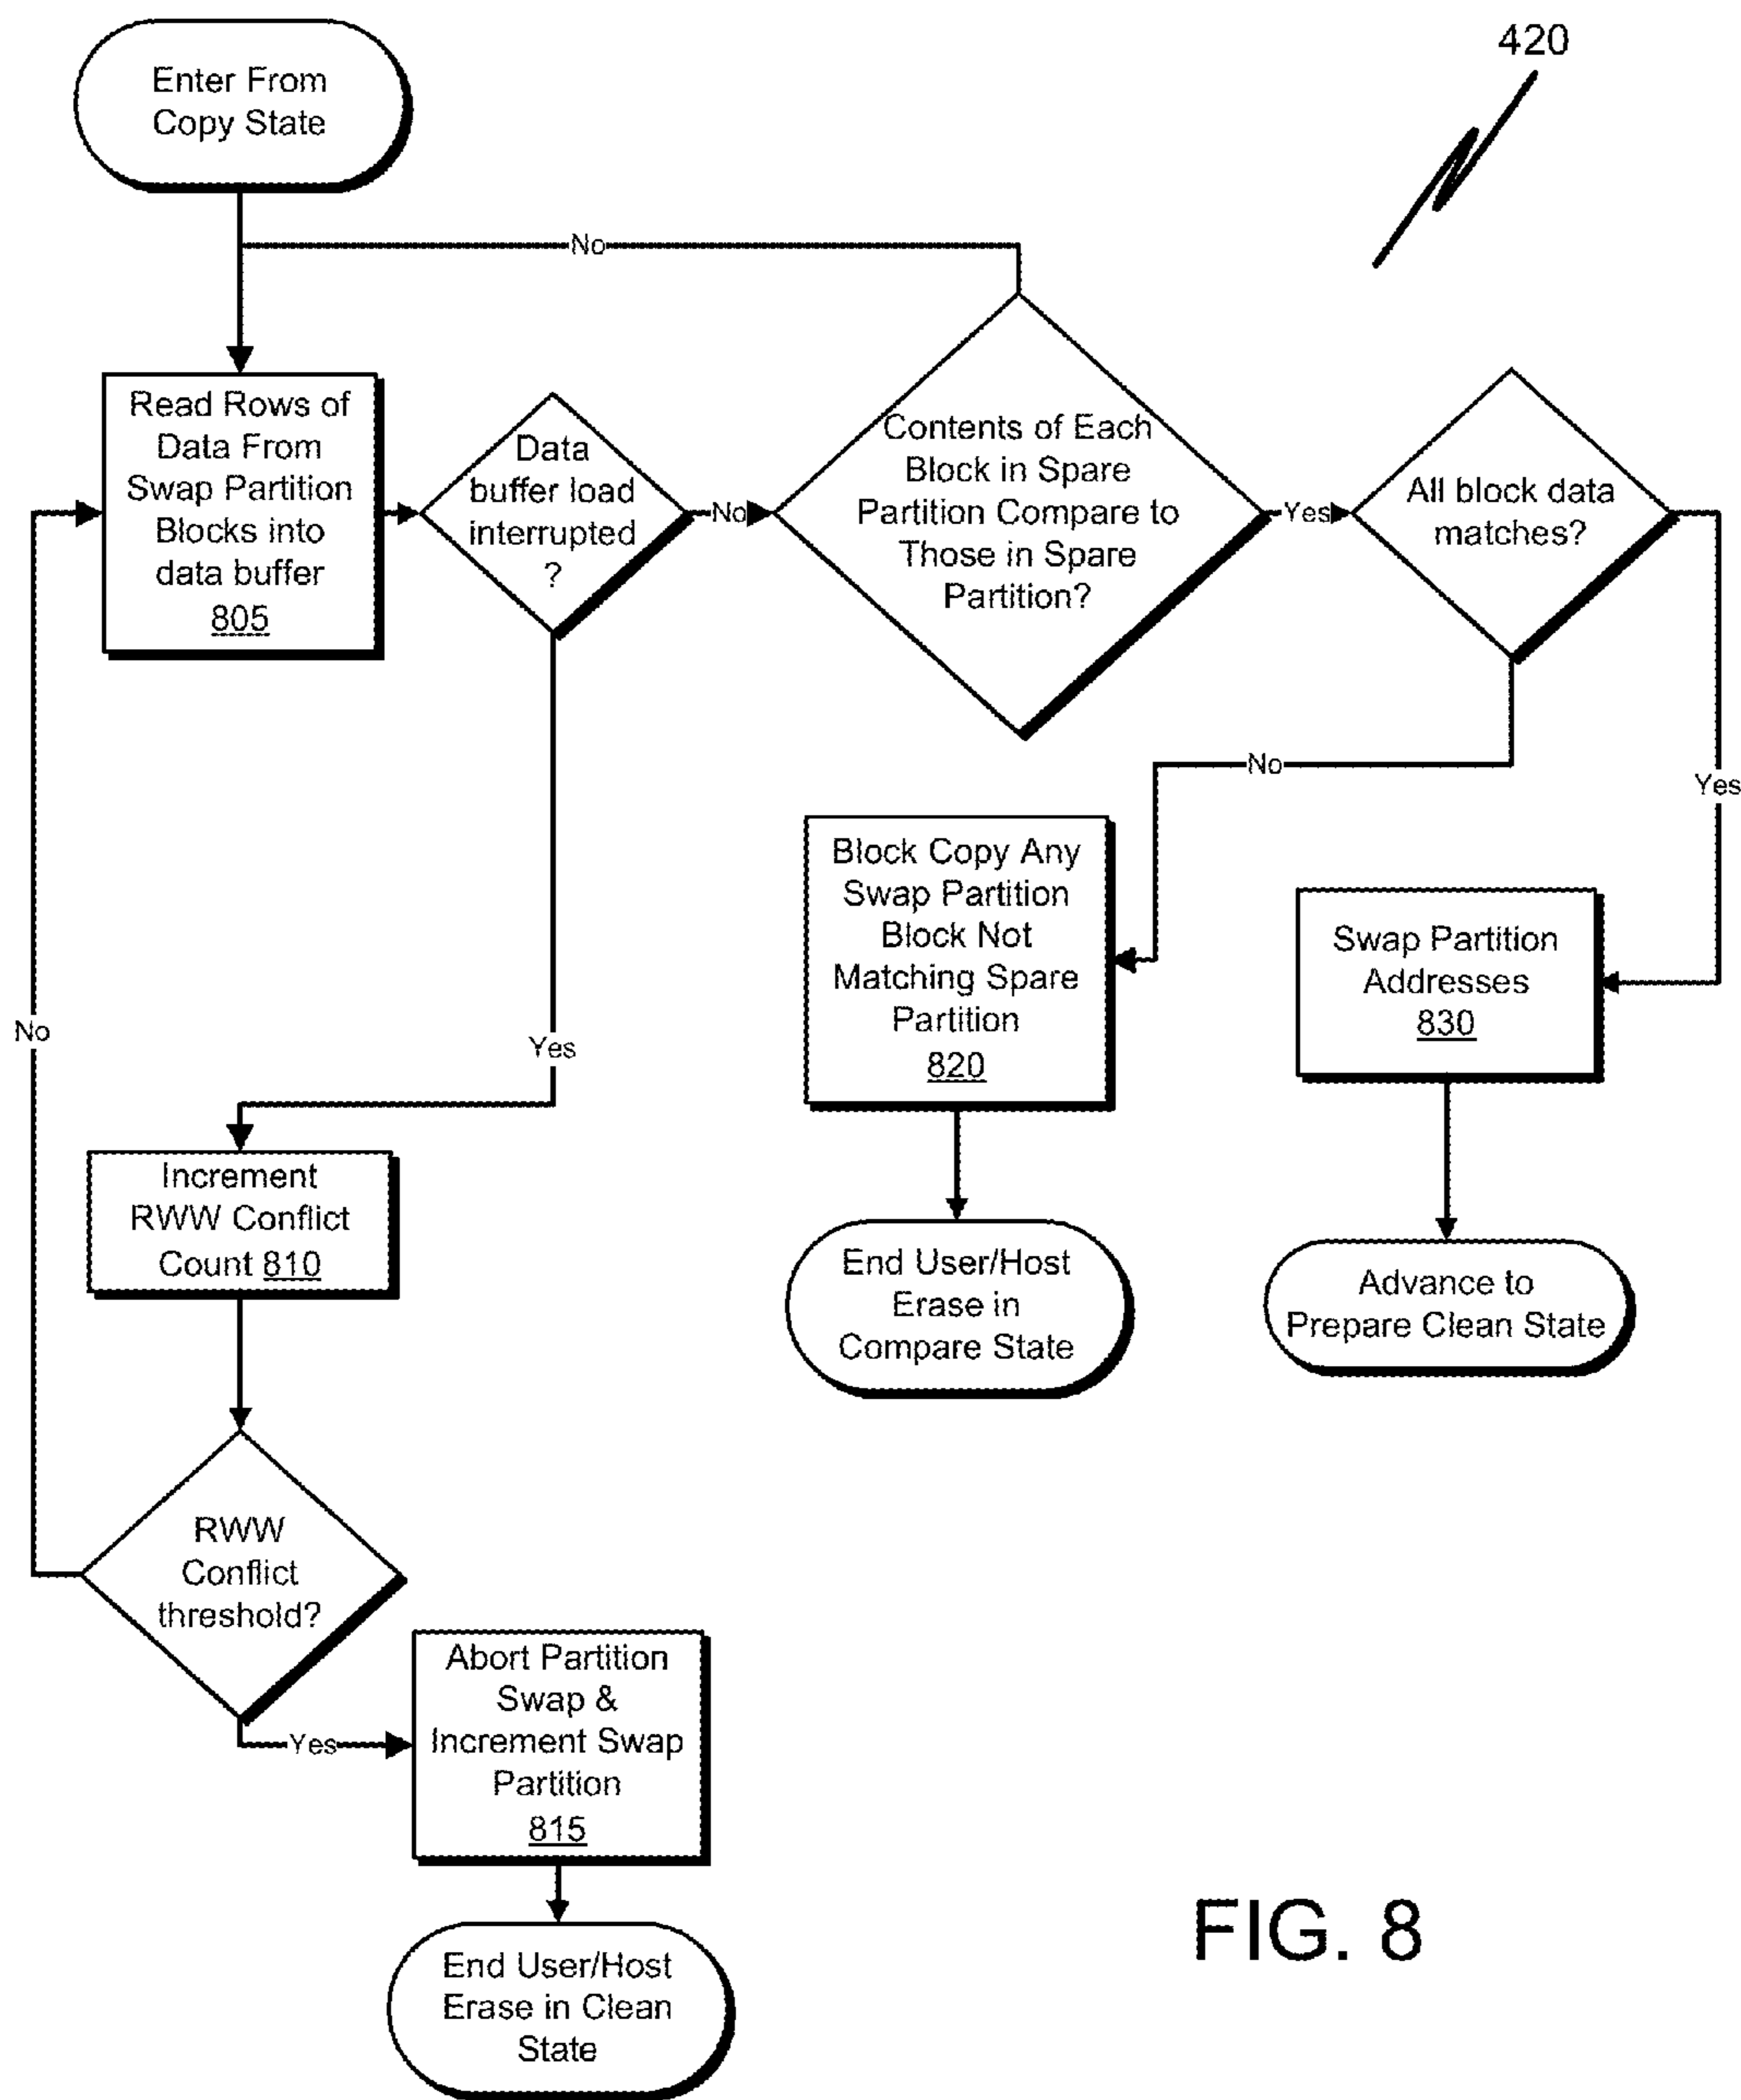 420
Enter From
Copy State
No
Read Rows of
Data From
Swap Partition
Blocks into
data buffer
805
Data
buffer load
interrupted
?
No
Contents of Each
Block in Spare
Partition Compare to
Those in Spare
Partition?
Yes
All block data
matches?
No
Yes
Block Copy Any
Swap Partition
Block Not
Matching Spare
Partition
820
Swap Partition
Addresses
830
No
Yes
Increment
RWW Conflict
Count 810
End User/Host
Erase in
Compare State
Advance to
Prepare Clean State
RWW
Conflict
threshold?
Yes
Abort Partition
Swap &
Increment Swap
Partition
815
End User/Host
Erase in Clean
State
FIG. 8